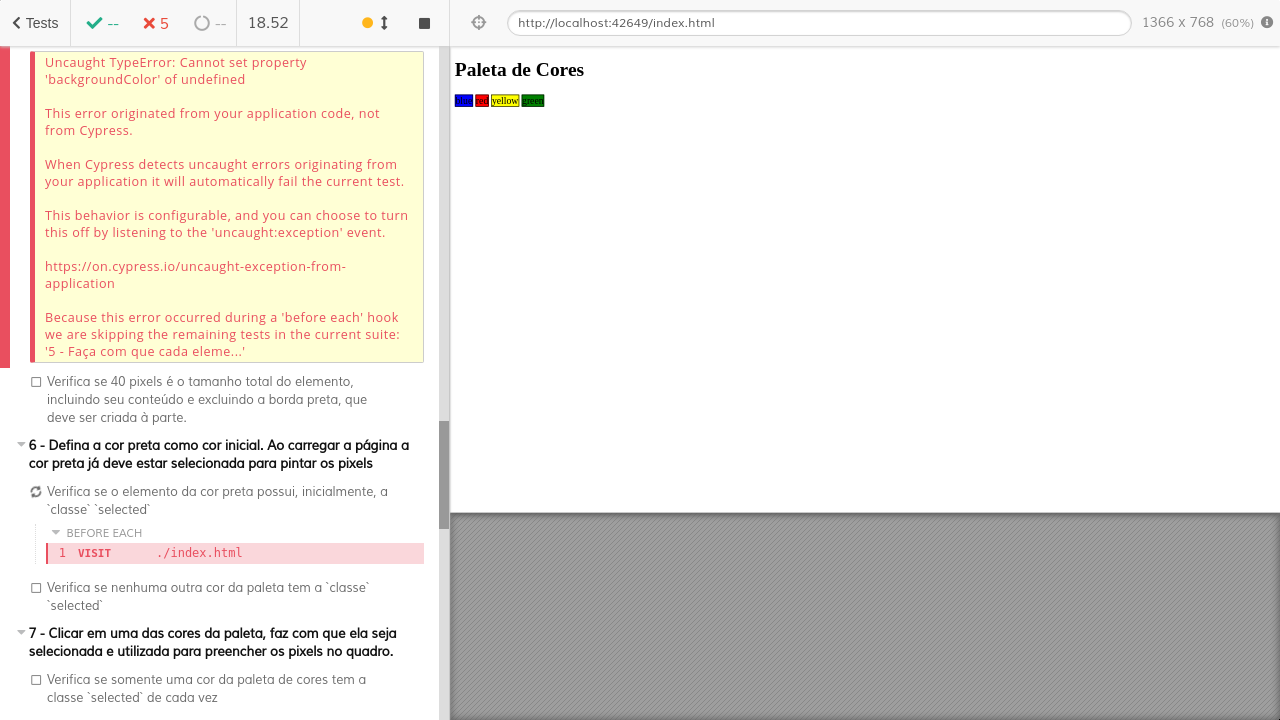 Tests
--
5
--
18.52
http://localhost:42649/index.html
1366 x 768 (60%)
Uncaught TypeError: Cannot set property
'backgroundColor' of undefined
This error originated from your application code, not
from Cypress.
When Cypress detects uncaught errors originating from
your application it will automatically fail the current test.
This behavior is configurable, and you can choose to turn
this off by listening to the 'uncaught:exception' event.
https://on.cypress.io/uncaught-exception-from-
application
Because this error occurred during a 'before each' hook
we are skipping the remaining tests in the current suite:
'5 - Faça com que cada eleme...'
Verifica se 40 pixels é o tamanho total do elemento,
incluindo seu conteúdo e excluindo a borda preta, que
deve ser criada à parte.
6 - Defina a cor preta como cor inicial. Ao carregar a página a
cor preta já deve estar selecionada para pintar os pixels
Verifica se o elemento da cor preta possui, inicialmente, a
`classe` `selected`
BEFORE EACH
1 VISIT ./index.html
Verifica se nenhuma outra cor da paleta tem a `classe`
`selected`
7 - Clicar em uma das cores da paleta, faz com que ela seja
selecionada e utilizada para preencher os pixels no quadro.
Verifica se somente uma cor da paleta de cores tem a
classe `selected` de cada vez
Paleta de Cores
red yellow green